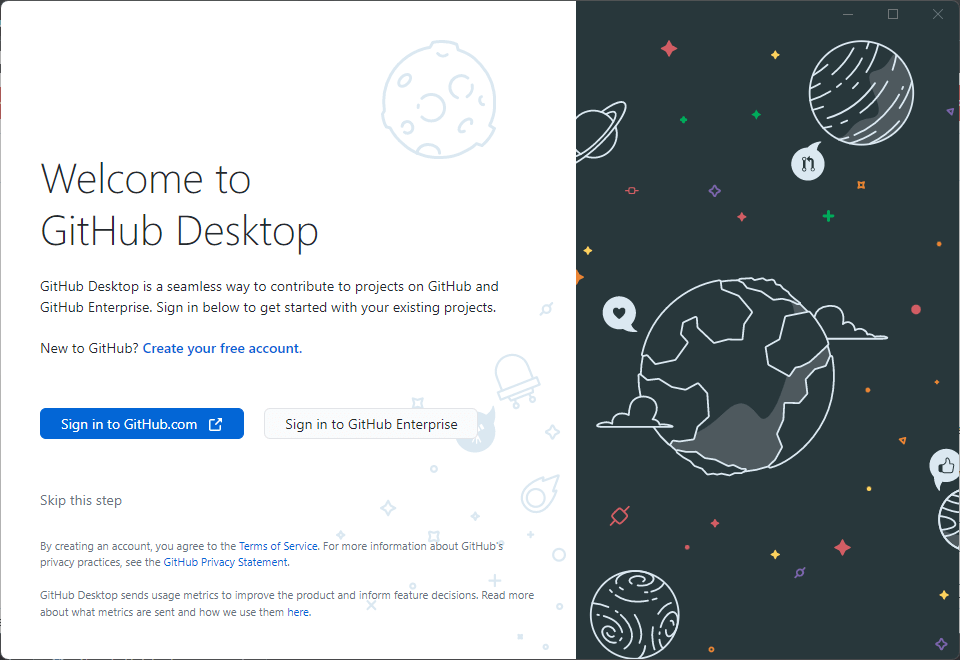 Welcome to
GitHub Desktop
GitHub Desktop is a seamless way to contribute to projects on GitHub and
GitHub Enterprise. Sign in below to get started with your existing projects.
New to GitHub? Create your free account.
Sign in to GitHub.com
Sign in to GitHub Enterprise
Skip this step
By creating an account, you agree to the Terms of Service. For more information about GitHub's
privacy practices, see the GitHub Privacy Statement.
GitHub Desktop sends usage metrics to improve the product and inform feature decisions. Read more
about what metrics are sent and how we use them here.